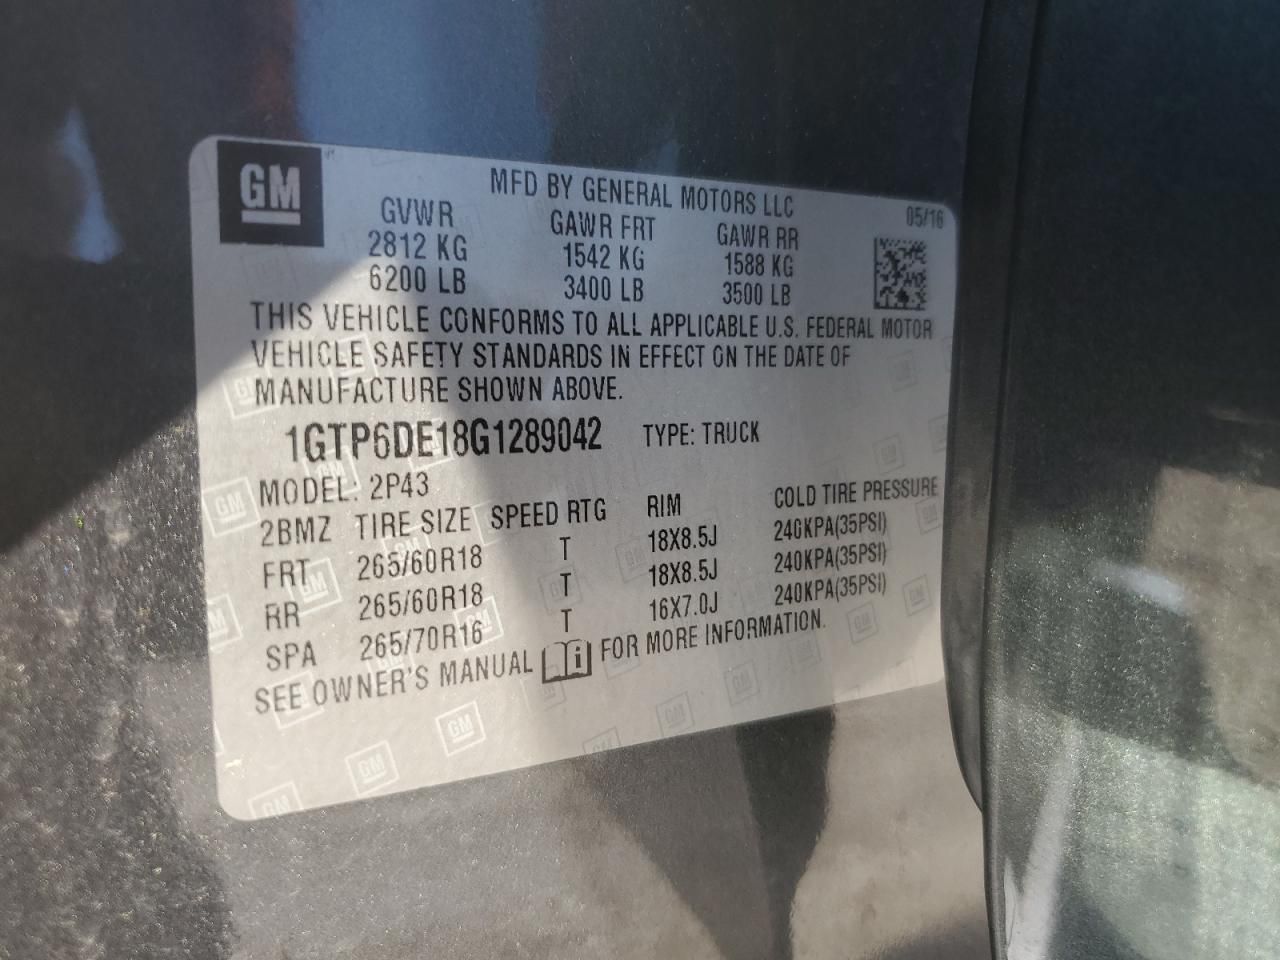 GM
MFD BY GENERAL MOTORS LLC
05/16
GVWR GAWR FRT GAWR RR
2812 KG 1542 KG 1588 KG
6200 LB 3400 LB 3500 LB
THIS VEHICLE CONFORMS TO ALL APPLICABLE U.S. FEDERAL MOTOR
VEHICLE SAFETY STANDARDS IN EFFECT ON THE DATE OF
MANUFACTURE SHOWN ABOVE.
1GTP6DE18G1289042 TYPE: TRUCK
MODEL: 2P43
2BMZ TIRE SIZE SPEED RTG RIM COLD TIRE PRESSURE
FRT 265/60R18 T 18X8.5J 240KPA(35PSI)
RR 265/60R18 T 18X8.5J 240KPA(35PSI)
SPA 265/70R16 T 16X7.0J 240KPA(35PSI)
SEE OWNER'S MANUAL i FOR MORE INFORMATION.